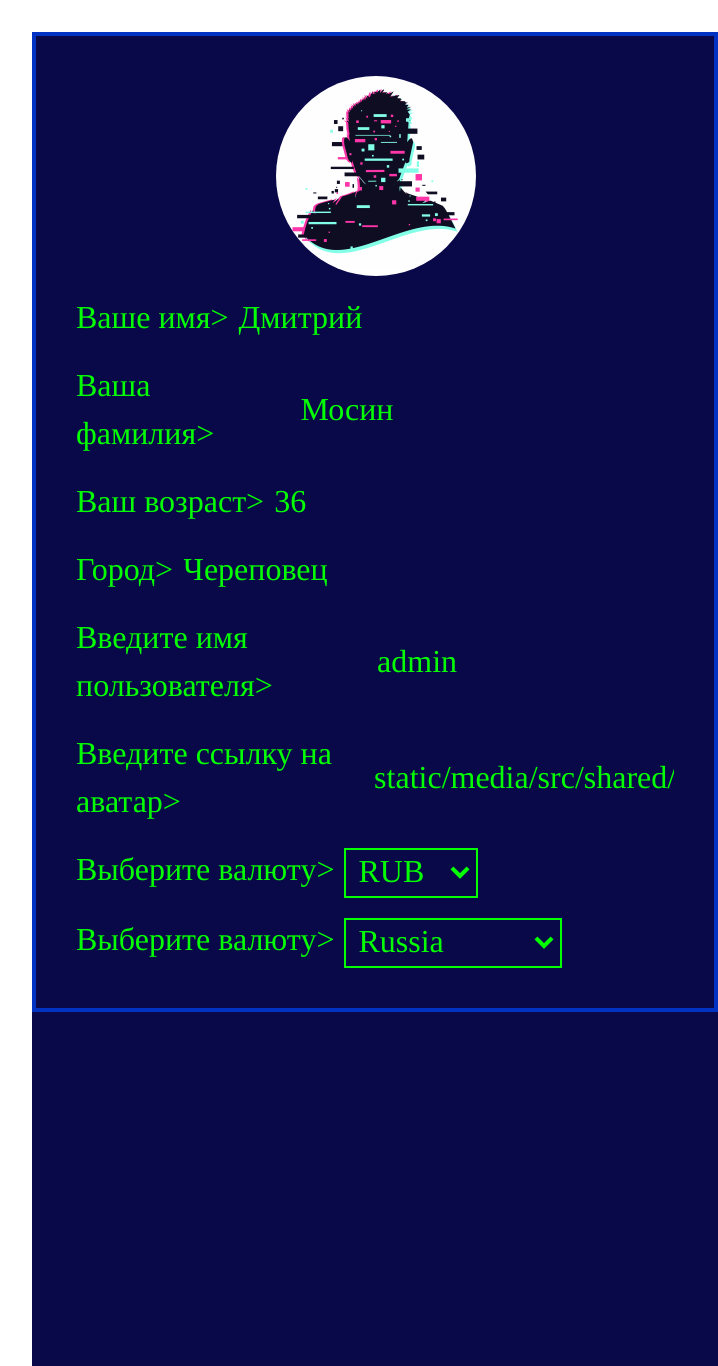 Ваше имя> Дмитрий
Ваша
фамилия>
Мосин
Ваш возраст> 36
Город> Череповец
Введите имя
пользователя>
admin
Введите ссылку на
аватар>
static/media/src/shared/
Выберите валюту> RUB
Выберите валюту> Russia